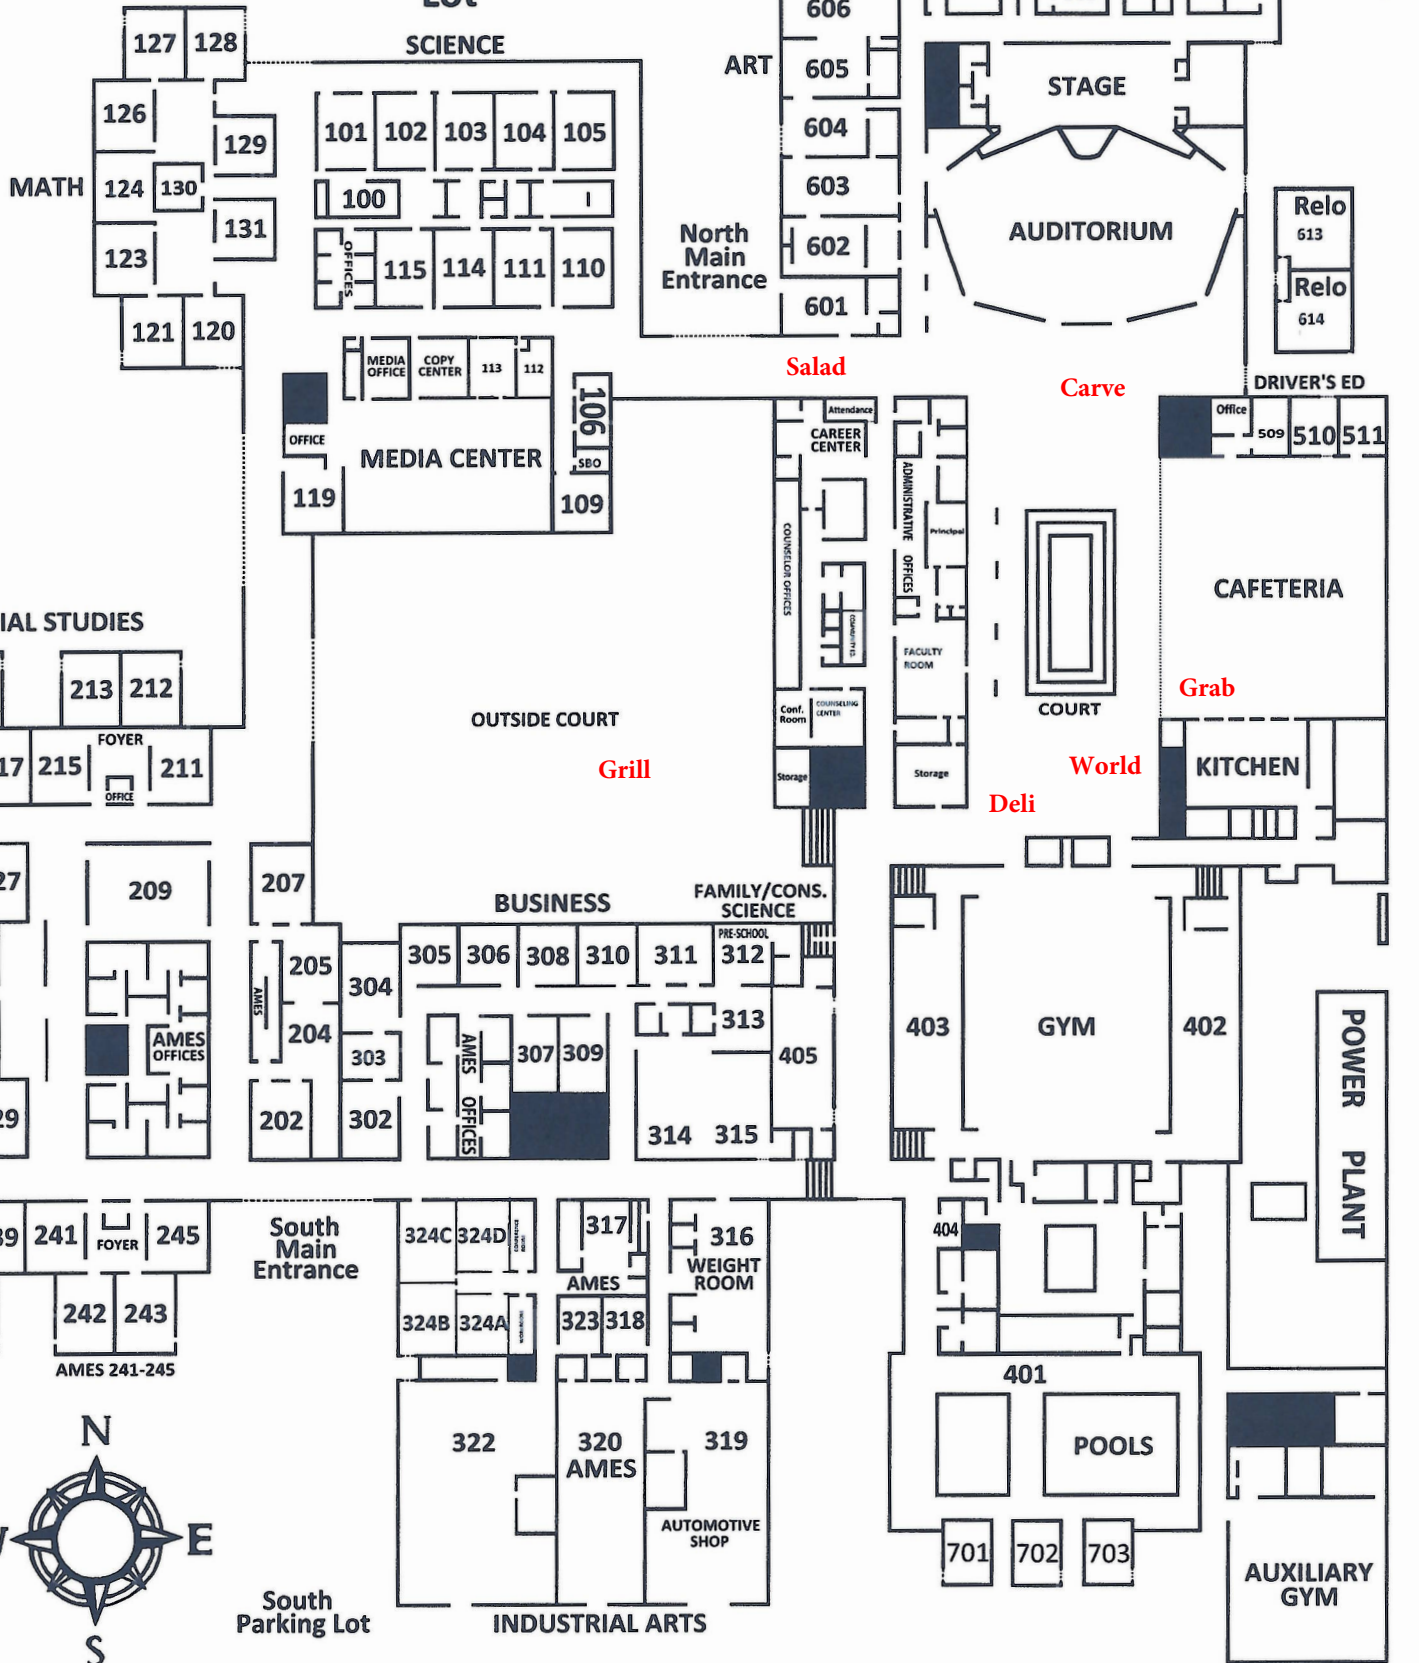 SCIENCE
606
127
128
ART
605
STAGE
126
101
102
103
104
105
604
129
MATH
124
130
100
603
Relo
613
131
North
Main
Entrance
602
AUDITORIUM
123
OFFICES
115
114
111
110
Relo
614
601
121
120
MEDIA
OFFICE
COPY
CENTER
113
112
Salad
Carve
DRIVER'S ED
106
Attendance
Office
OFFICE
MEDIA CENTER
CAREER
CENTER
509
510
511
SBO
119
109
ADMINISTRATIVE OFFICES
Principal
COUNSELOR OFFICES
CAFETERIA
IAL STUDIES
FACULTY
ROOM
213
212
Grab
OUTSIDE COURT
Conf.
Room
COUNSELING
CENTER
COURT
FOYER
17
215
211
OFFICE
Grill
Storage
Storage
World
KITCHEN
Deli
27
209
207
BUSINESS
FAMILY/CONS.
SCIENCE
PRE-SCHOOL
305
306
308
310
311
312
205
304
AMES
204
313
403
GYM
402
POWER PLANT
AMES
OFFICES
303
AMES OFFICES
307
309
405
29
202
302
314
315
39
241
FOYER
245
South
Main
Entrance
324C
324D
317
316
WEIGHT
ROOM
404
AMES
242
243
324B
324A
323
318
AMES 241-245
401
N
322
320
AMES
319
POOLS
E
AUTOMOTIVE
SHOP
701
702
703
AUXILIARY
GYM
South
Parking Lot
INDUSTRIAL ARTS
S